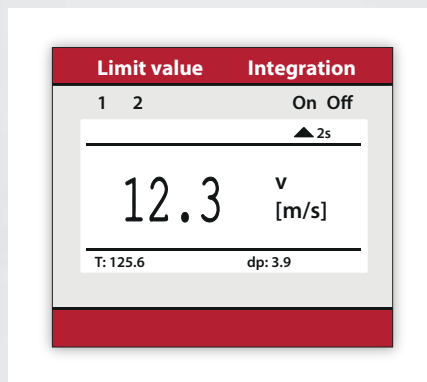 Limit value Integration
1 2 On Off
2s
12.3 v
[m/s]
T: 125.6 dp: 3.9